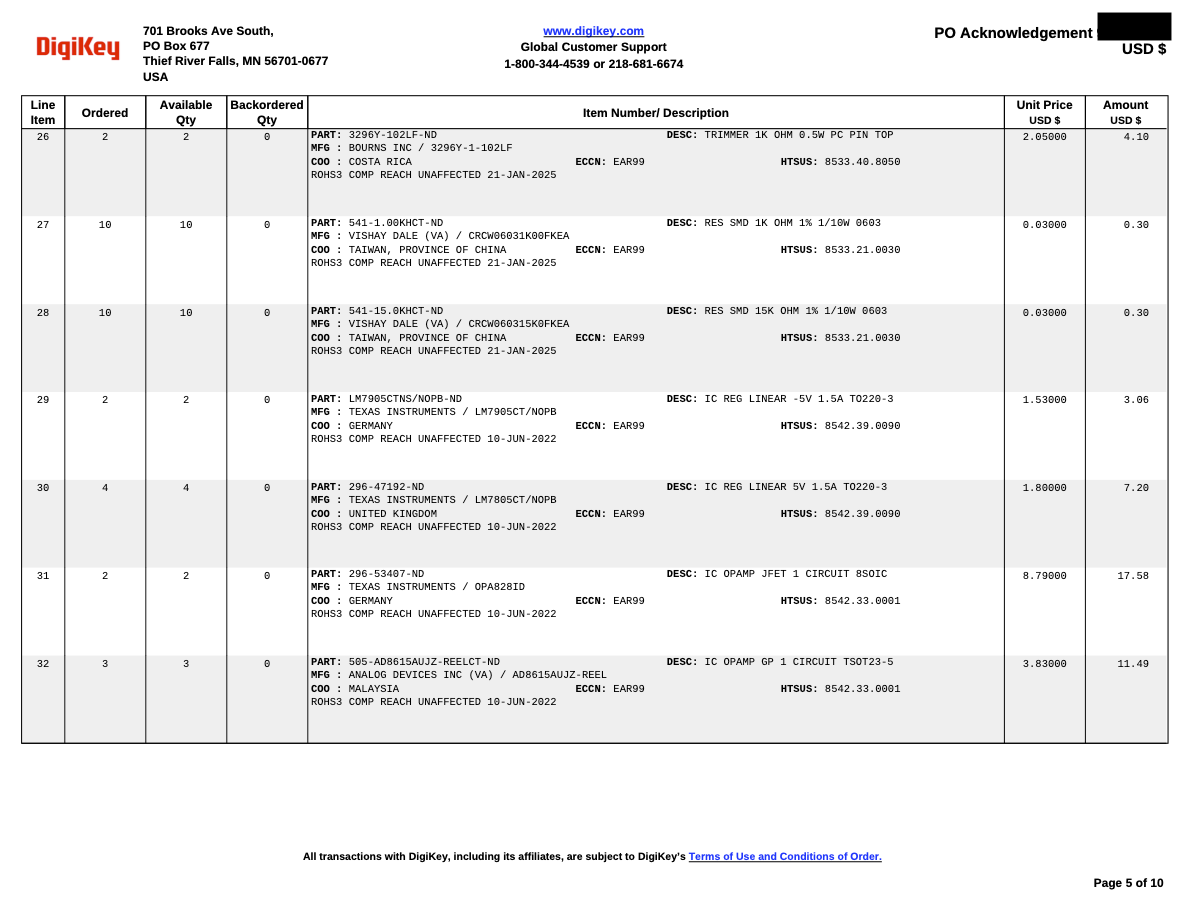 DigiKey
701 Brooks Ave South,
PO Box 677
Thief River Falls, MN 56701-0677
USA
www.digikey.com
Global Customer Support
1-800-344-4539 or 218-681-6674
PO Acknowledgement
USD $
Line Item Ordered Available Qty Backordered Qty Item Number/ Description Unit Price USD $ Amount USD $
26 2 2 0 PART: 3296Y-102LF-ND DESC: TRIMMER 1K OHM 0.5W PC PIN TOP 2.05000 4.10
MFG : BOURNS INC / 3296Y-1-102LF
COO : COSTA RICA ECCN: EAR99 HTSUS: 8533.40.8050
ROHS3 COMP REACH UNAFFECTED 21-JAN-2025
27 10 10 0 PART: 541-1.00KHCT-ND DESC: RES SMD 1K OHM 1% 1/10W 0603 0.03000 0.30
MFG : VISHAY DALE (VA) / CRCW06031K00FKEA
COO : TAIWAN, PROVINCE OF CHINA ECCN: EAR99 HTSUS: 8533.21.0030
ROHS3 COMP REACH UNAFFECTED 21-JAN-2025
28 10 10 0 PART: 541-15.0KHCT-ND DESC: RES SMD 15K OHM 1% 1/10W 0603 0.03000 0.30
MFG : VISHAY DALE (VA) / CRCW060315K0FKEA
COO : TAIWAN, PROVINCE OF CHINA ECCN: EAR99 HTSUS: 8533.21.0030
ROHS3 COMP REACH UNAFFECTED 21-JAN-2025
29 2 2 0 PART: LM7905CTNS/NOPB-ND DESC: IC REG LINEAR -5V 1.5A TO220-3 1.53000 3.06
MFG : TEXAS INSTRUMENTS / LM7905CT/NOPB
COO : GERMANY ECCN: EAR99 HTSUS: 8542.39.0090
ROHS3 COMP REACH UNAFFECTED 10-JUN-2022
30 4 4 0 PART: 296-47192-ND DESC: IC REG LINEAR 5V 1.5A TO220-3 1.80000 7.20
MFG : TEXAS INSTRUMENTS / LM7805CT/NOPB
COO : UNITED KINGDOM ECCN: EAR99 HTSUS: 8542.39.0090
ROHS3 COMP REACH UNAFFECTED 10-JUN-2022
31 2 2 0 PART: 296-53407-ND DESC: IC OPAMP JFET 1 CIRCUIT 8SOIC 8.79000 17.58
MFG : TEXAS INSTRUMENTS / OPA828ID
COO : GERMANY ECCN: EAR99 HTSUS: 8542.33.0001
ROHS3 COMP REACH UNAFFECTED 10-JUN-2022
32 3 3 0 PART: 505-AD8615AUJZ-REELCT-ND DESC: IC OPAMP GP 1 CIRCUIT TSOT23-5 3.83000 11.49
MFG : ANALOG DEVICES INC (VA) / AD8615AUJZ-REEL
COO : MALAYSIA ECCN: EAR99 HTSUS: 8542.33.0001
ROHS3 COMP REACH UNAFFECTED 10-JUN-2022
All transactions with DigiKey, including its affiliates, are subject to DigiKey's Terms of Use and Conditions of Order.
Page 5 of 10